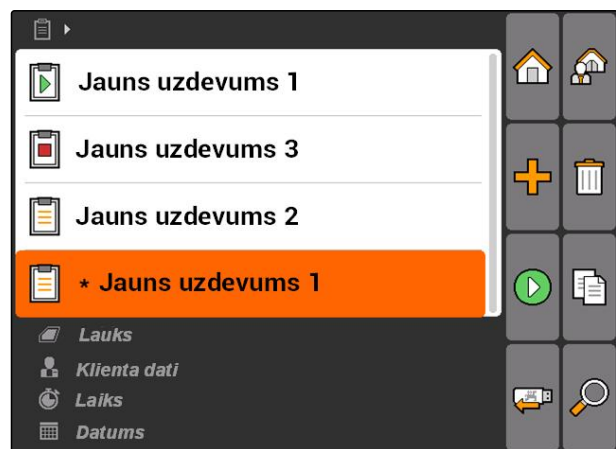 Jauns uzdevums 1
Jauns uzdevums 3
Jauns uzdevums 2
* Jauns uzdevums 1
Lauks
Klienta dati
Laiks
Datums